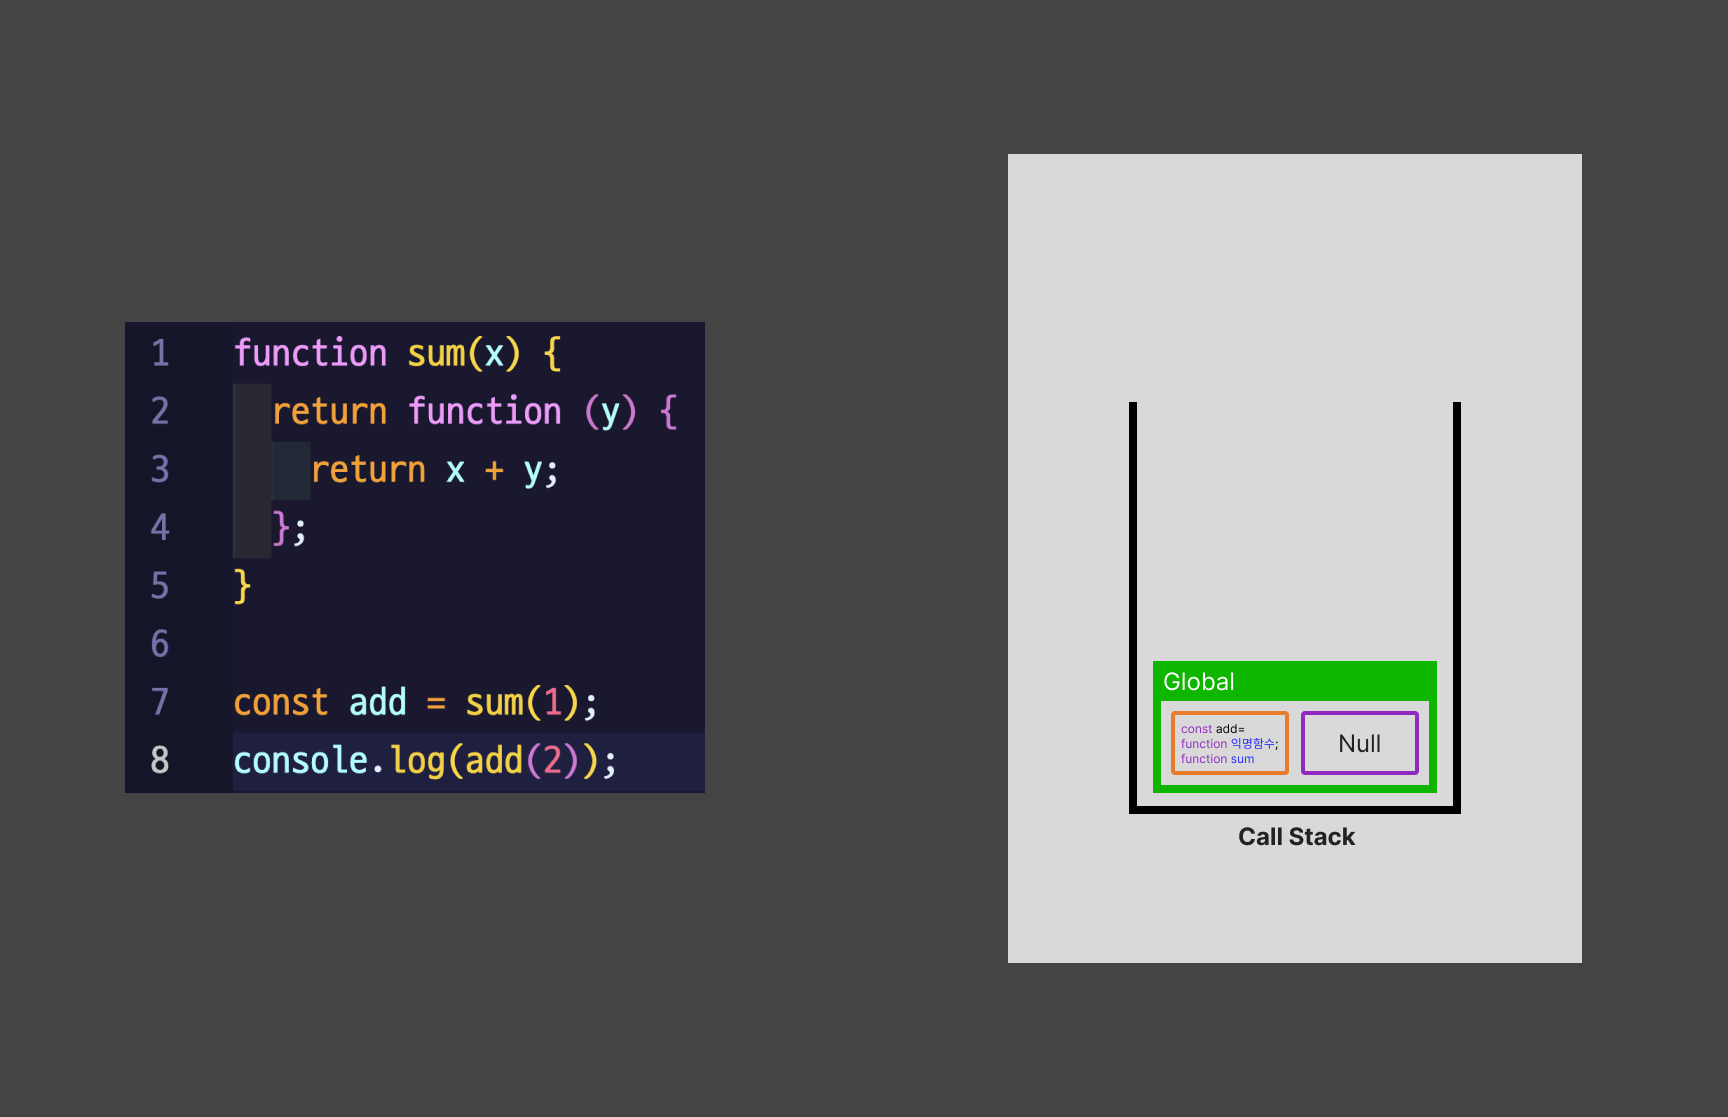 1 function sum(x) {
2 return function (y) {
3 return x + y;
4 };
5 }
6
7 const add = sum(1);
8 console.log(add(2));
Global
const add=
function 익명함수;
function sum
Null
Call Stack